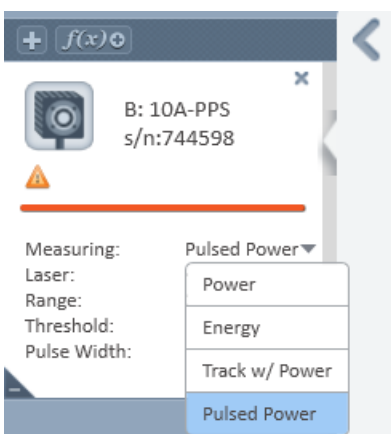 f(x)
B: 10A-PPS
s/n:744598
Measuring: Pulsed Power
Laser:
Range:
Threshold:
Pulse Width:
Power
Energy
Track w/ Power
Pulsed Power